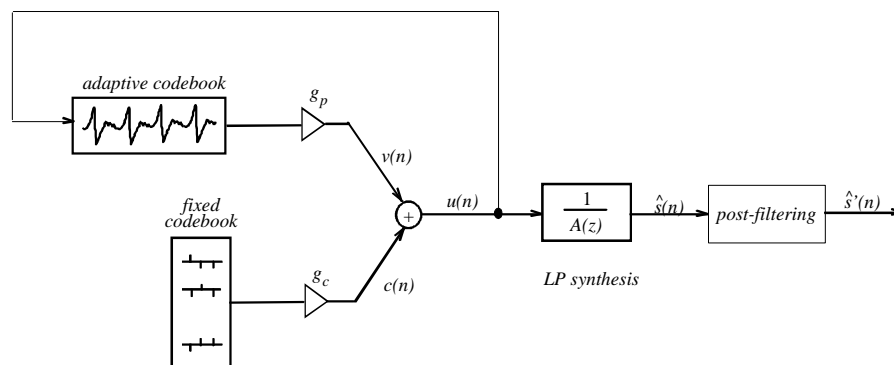 adaptive codebook
g_p
v(n)
fixed
codebook
u(n)
+
1
A(z)
ŝ(n)
post-filtering
ŝ'(n)
LP synthesis
g_c
c(n)